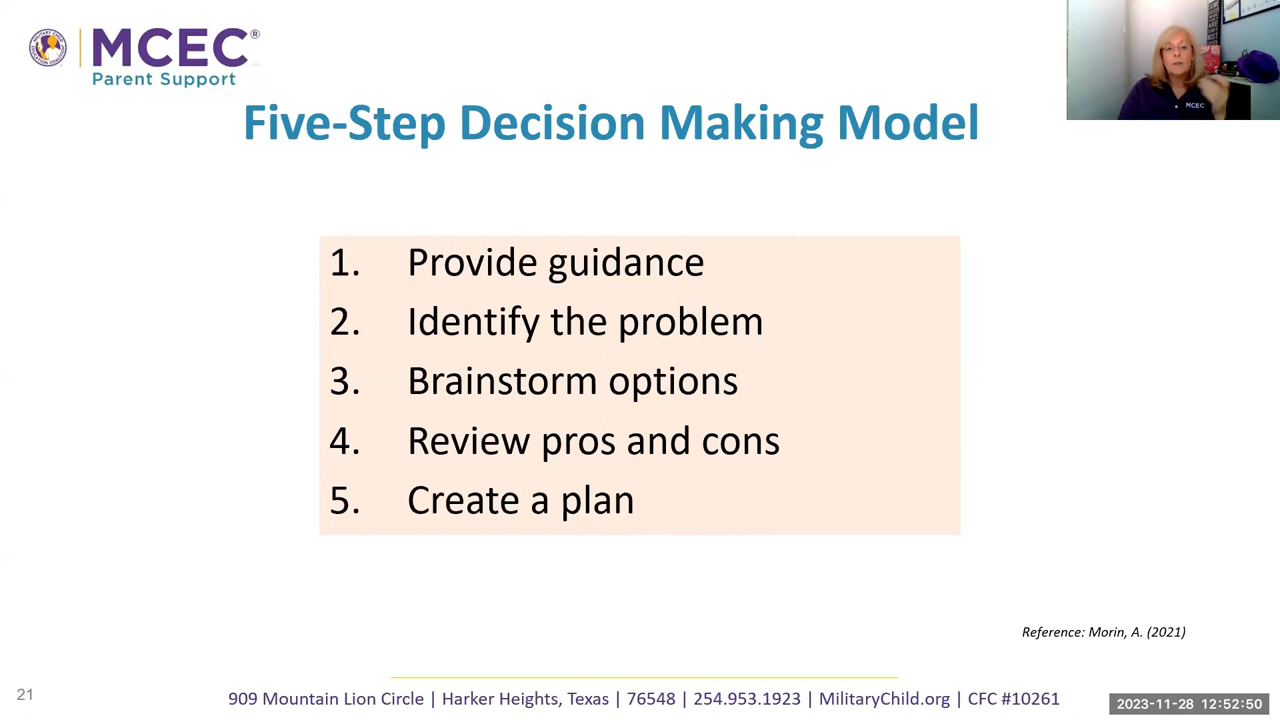 MCEC®
Parent Support
Five-Step Decision Making Model
1. Provide guidance
2. Identify the problem
3. Brainstorm options
4. Review pros and cons
5. Create a plan
Reference: Morin, A. (2021)
21
909 Mountain Lion Circle | Harker Heights, Texas | 76548 | 254.953.1923 | MilitaryChild.org | CFC #10261
2023-11-28 12:52:50
MCEC